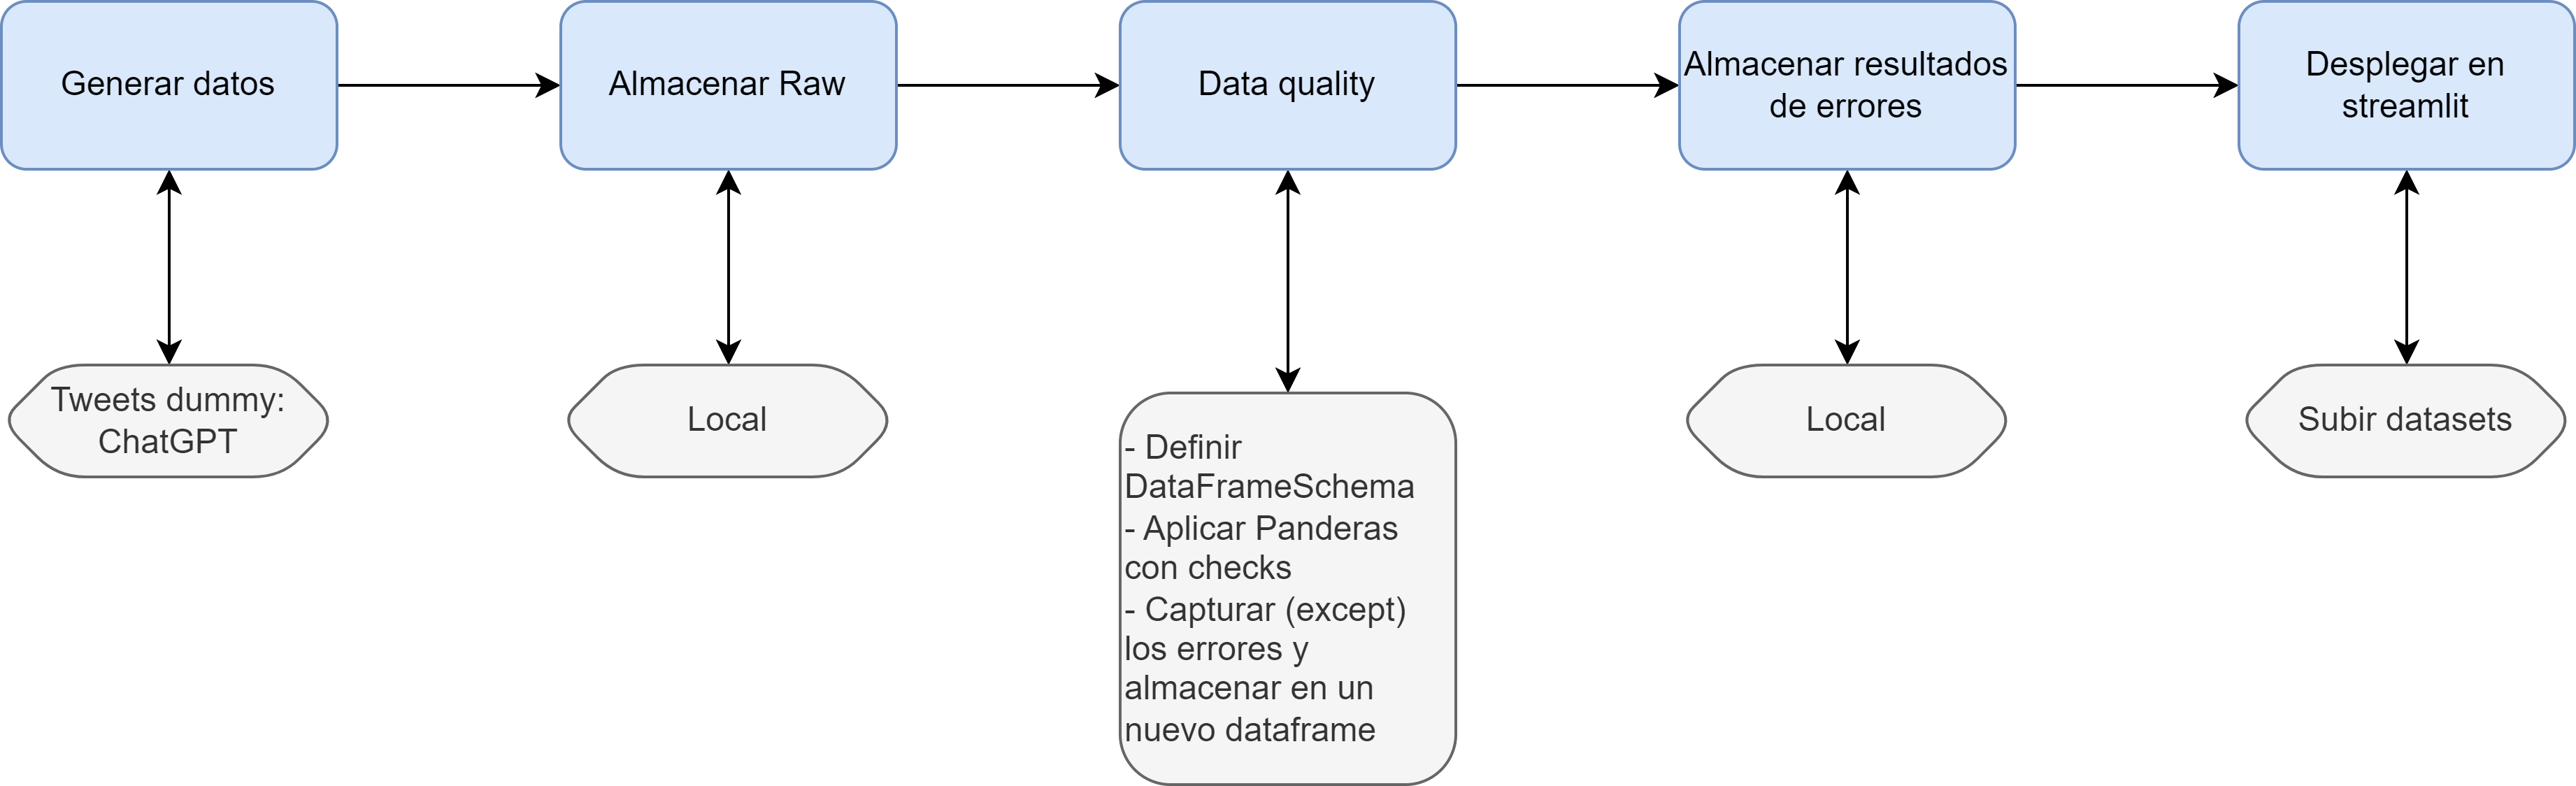 Generar datos
Almacenar Raw
Data quality
Almacenar resultados
de errores
Desplegar en
streamlit
Tweets dummy:
ChatGPT
Local
- Definir
DataFrameSchema
- Aplicar Panderas
con checks
- Capturar (except)
los errores y
almacenar en un
nuevo dataframe
Local
Subir datasets